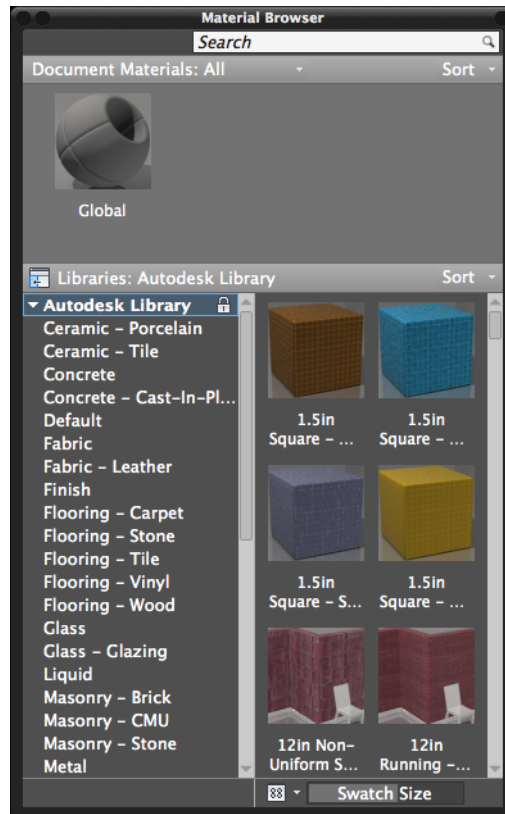 Material Browser
Search
Document Materials: All
Sort
Global
Libraries: Autodesk Library
Sort
Autodesk Library
Ceramic – Porcelain
Ceramic – Tile
Concrete
Concrete – Cast-In-Pl...
Default
Fabric
Fabric – Leather
Finish
Flooring – Carpet
Flooring – Stone
Flooring – Tile
Flooring – Vinyl
Flooring – Wood
Glass
Glass – Glazing
Liquid
Masonry – Brick
Masonry – CMU
Masonry – Stone
Metal
1.5in
Square – ...
1.5in
Square – ...
1.5in
Square – S...
1.5in
Square – ...
12in Non-
Uniform S...
12in
Running –...
Swatch Size